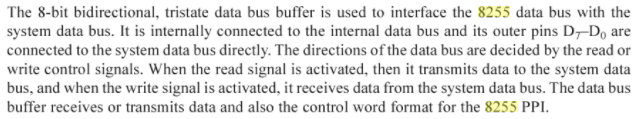 The 8-bit bidirectional, tristate data bus buffer is used to interface the 8255 data bus with the
system data bus. It is internally connected to the internal data bus and its outer pins D₇–D₀ are
connected to the system data bus directly. The directions of the data bus are decided by the read or
write control signals. When the read signal is activated, then it transmits data to the system data
bus, and when the write signal is activated, it receives data from the system data bus. The data bus
buffer receives or transmits data and also the control word format for the 8255 PPI.